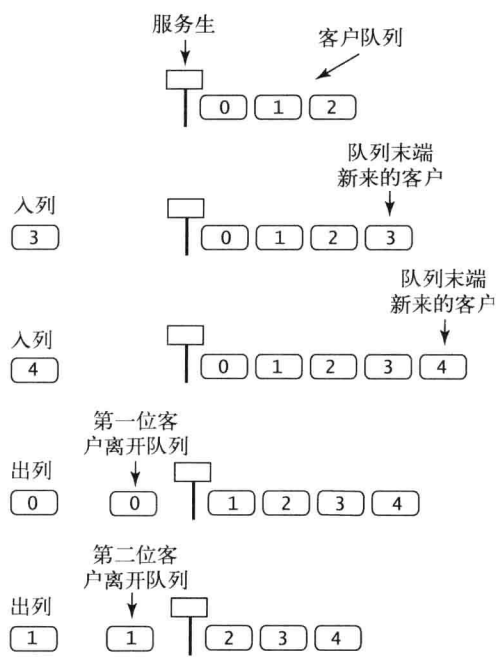 服务生
客户队列
0 1 2
队列末端
新来的客户
入列
3
0 1 2 3
队列末端
新来的客户
入列
4
0 1 2 3 4
第一位客
户离开队列
出列
0
0
1 2 3 4
第二位客
户离开队列
出列
1
1
2 3 4